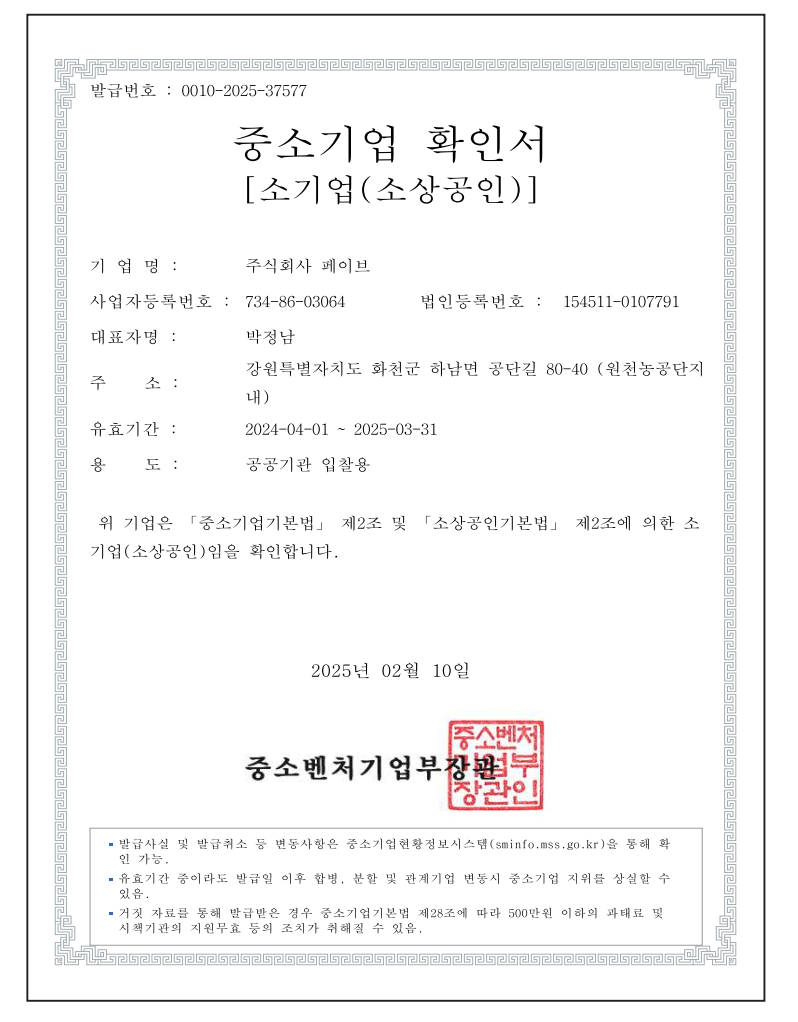 발급번호 : 0010-2025-37577
중소기업 확인서
[소기업(소상공인)]
기 업 명 : 주식회사 페이브
사업자등록번호 : 734-86-03064 법인등록번호 : 154511-0107791
대표자명 : 박정남
주 소 : 강원특별자치도 화천군 하남면 공단길 80-40 (원천농공단지
내)
유효기간 : 2024-04-01 ~ 2025-03-31
용 도 : 공공기관 입찰용
위 기업은 「중소기업기본법」 제2조 및 「소상공인기본법」 제2조에 의한 소
기업(소상공인)임을 확인합니다.
2025년 02월 10일
중소벤처기업부장관
중소벤처
기업부
장관인
발급사실 및 발급취소 등 변동사항은 중소기업현황정보시스템(sminfo.mss.go.kr)을 통해 확
인 가능.
유효기간 중이라도 발급일 이후 합병, 분할 및 관계기업 변동시 중소기업 지위를 상실할 수
있음.
거짓 자료를 통해 발급받은 경우 중소기업기본법 제28조에 따라 500만원 이하의 과태료 및
시책기관의 지원무효 등의 조치가 취해질 수 있음.